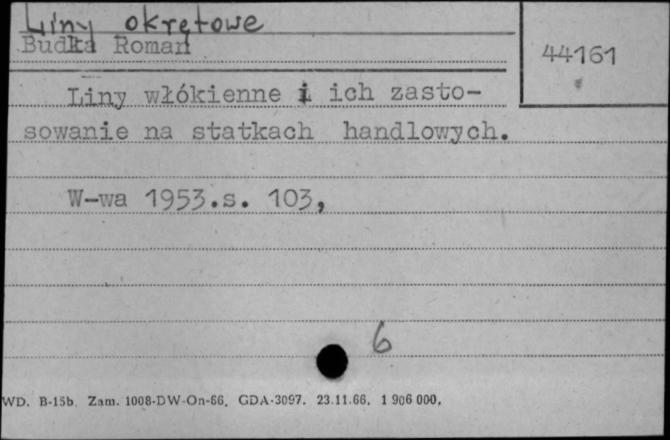 Liny okrętowe
Budka Roman
44161
Liny włókienne i ich zasto-
sowanie na statkach handlowych.
W-wa 1953.s. 103,
6
WD. B-15b. Zam. 1008-DW-On-66. GDA-3097. 23.11.66. 1 906 000.